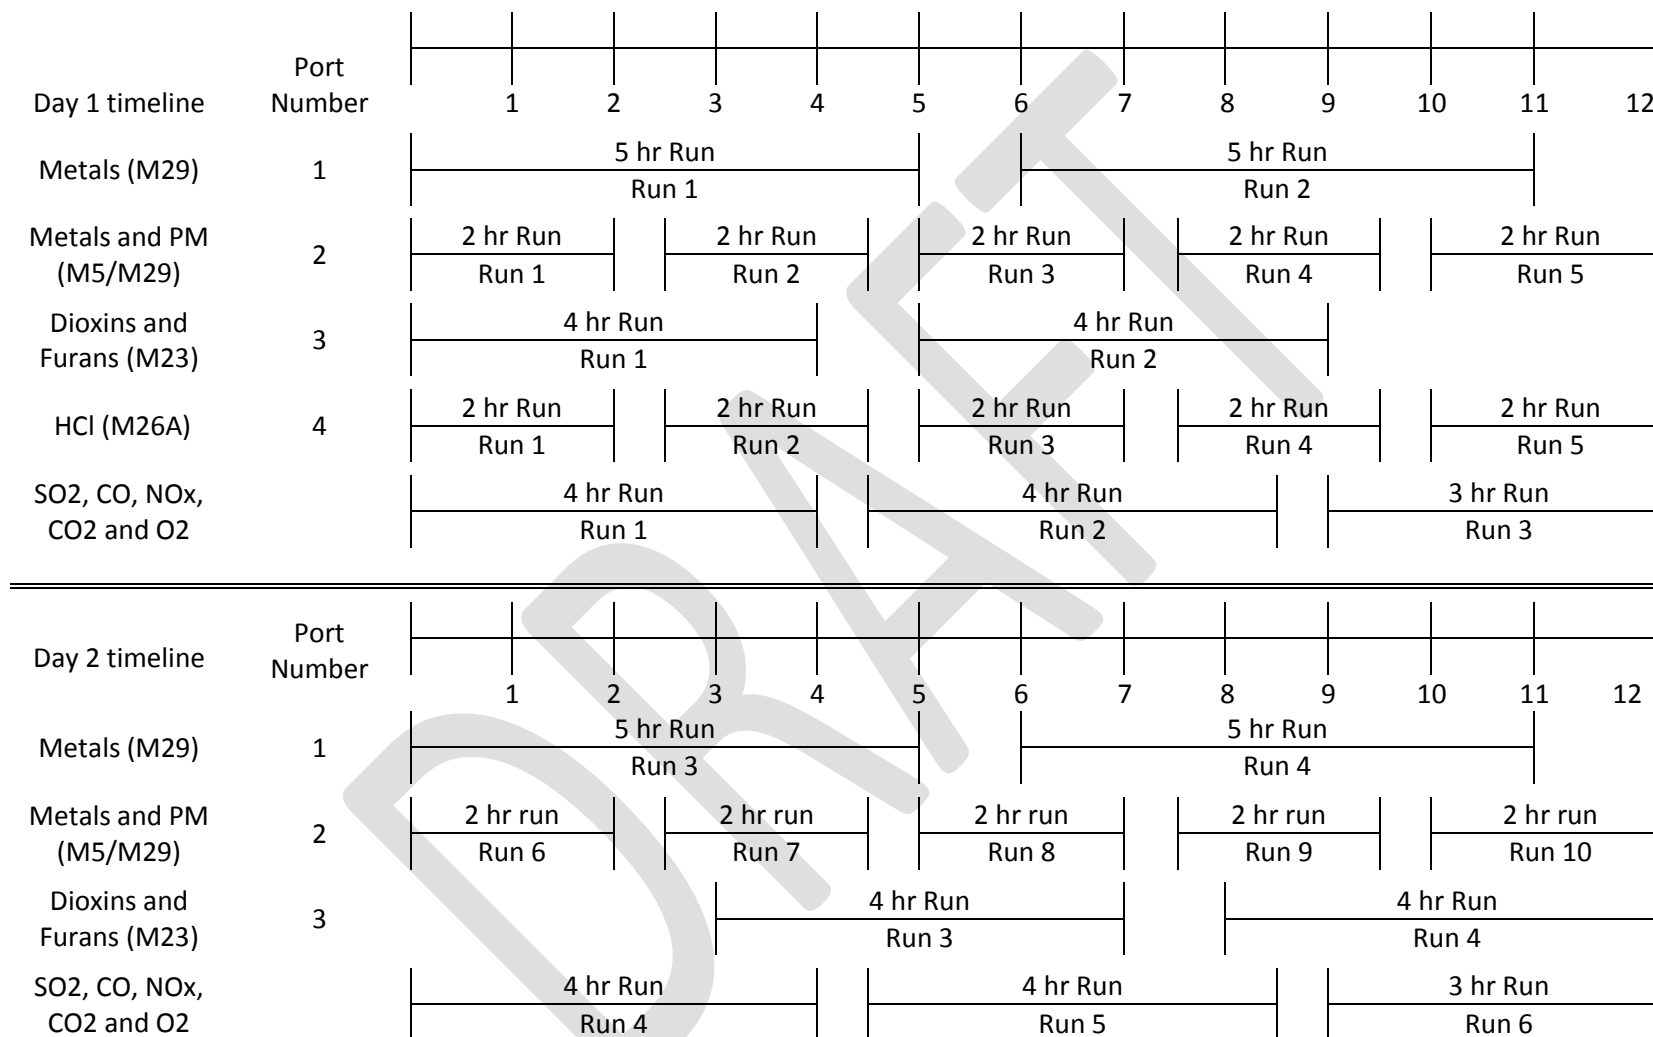 Port
Day 1 timeline Number 1 2 3 4 5 6 7 8 9 10 11 12
5 hr Run 5 hr Run
Metals (M29) 1
Run 1 Run 2
Metals and PM 2 hr Run 2 hr Run 2 hr Run 2 hr Run 2 hr Run
2
(M5/M29) Run 1 Run 2 Run 3 Run 4 Run 5
Dioxins and 4 hr Run 4 hr Run
3
Furans (M23) Run 1 Run 2
2 hr Run 2 hr Run 2 hr Run 2 hr Run 2 hr Run
HCl (M26A) 4
Run 1 Run 2 Run 3 Run 4 Run 5
SO2, CO, NOx, 4 hr Run 4 hr Run 3 hr Run
CO2 and O2 Run 1 Run 2 Run 3
Port
Day 2 timeline Number
1 2 3 4 5 6 7 8 9 10 11 12
5 hr Run 5 hr Run
Metals (M29) 1
Run 3 Run 4
Metals and PM 2 hr run 2 hr run 2 hr run 2 hr run 2 hr run
2
(M5/M29) Run 6 Run 7 Run 8 Run 9 Run 10
Dioxins and 4 hr Run 4 hr Run
3
Furans (M23) Run 3 Run 4
SO2, CO, NOx, 4 hr Run 4 hr Run 3 hr Run
CO2 and O2 Run 4 Run 5 Run 6
DRAFT